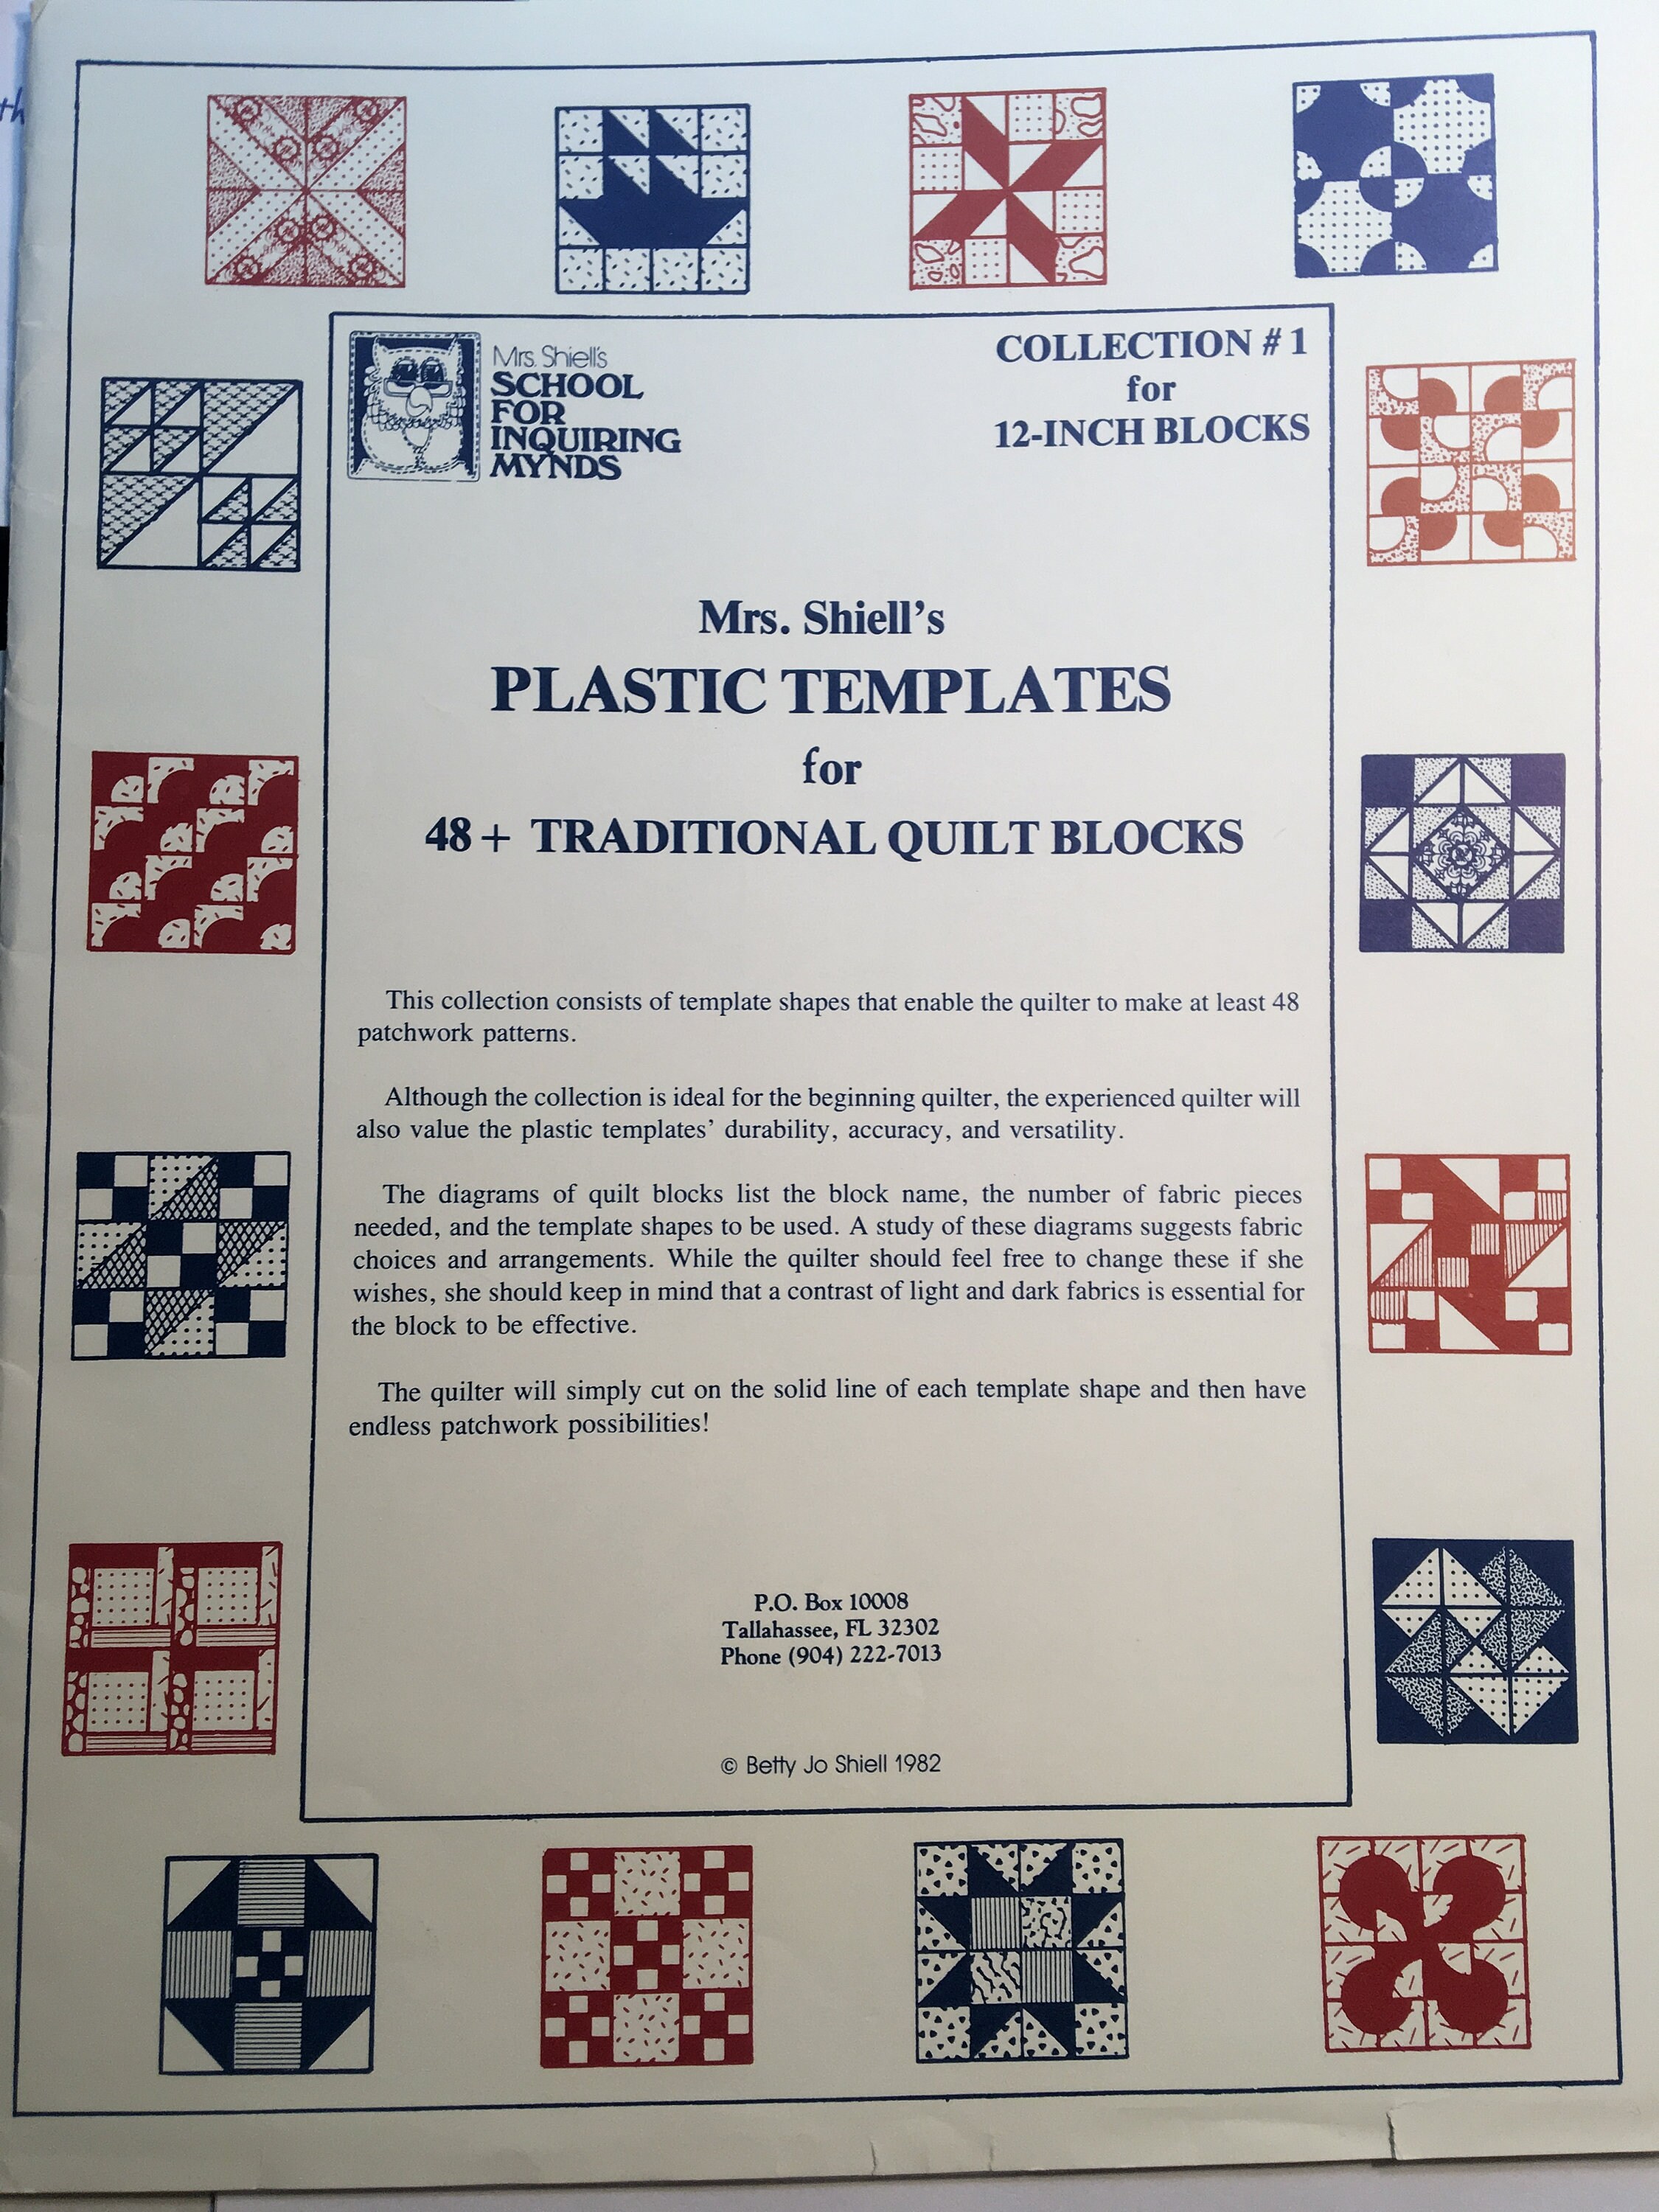 th
Mrs. Shiell's
SCHOOL
FOR
INQUIRING
MYNDS
COLLECTION # 1
for
12-INCH BLOCKS
Mrs. Shiell's
PLASTIC TEMPLATES
for
48+ TRADITIONAL QUILT BLOCKS
This collection consists of template shapes that enable the quilter to make at least 48
patchwork patterns.
Although the collection is ideal for the beginning quilter, the experienced quilter will
also value the plastic templates' durability, accuracy, and versatility.
The diagrams of quilt blocks list the block name, the number of fabric pieces
needed, and the template shapes to be used. A study of these diagrams suggests fabric
choices and arrangements. While the quilter should feel free to change these if she
wishes, she should keep in mind that a contrast of light and dark fabrics is essential for
the block to be effective.
The quilter will simply cut on the solid line of each template shape and then have
endless patchwork possibilities!
P.O. Box 10008
Tallahassee, FL 32302
Phone (904) 222-7013
© Betty Jo Shiell 1982